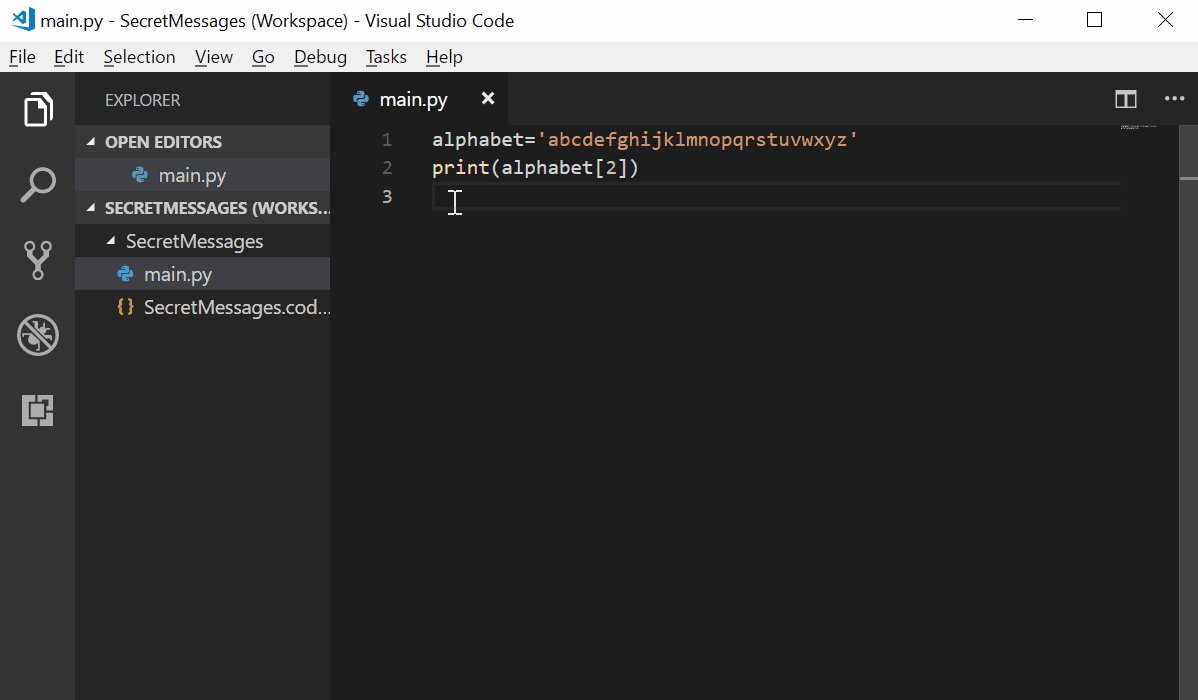 main.py - SecretMessages (Workspace) - Visual Studio Code
File Edit Selection View Go Debug Tasks Help
EXPLORER
OPEN EDITORS
main.py
SECRETMESSAGES (WORKS...
SecretMessages
main.py
{} SecretMessages.cod...
main.py
1 alphabet='abcdefghijklmnopqrstuvwxyz'
2 print(alphabet[2])
3